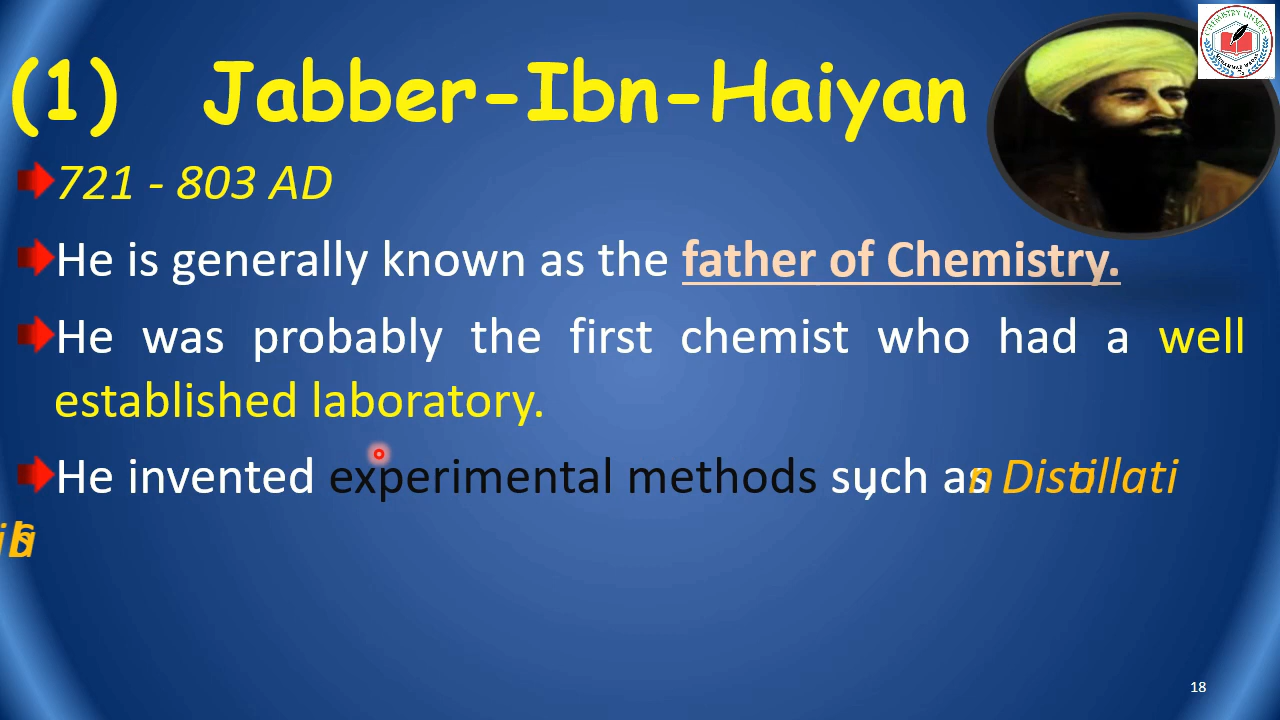 (1) Jabber-Ibn-Haiyan
721 - 803 AD
He is generally known as the father of Chemistry.
He was probably the first chemist who had a well
established laboratory.
He invented experimental methods such as
18